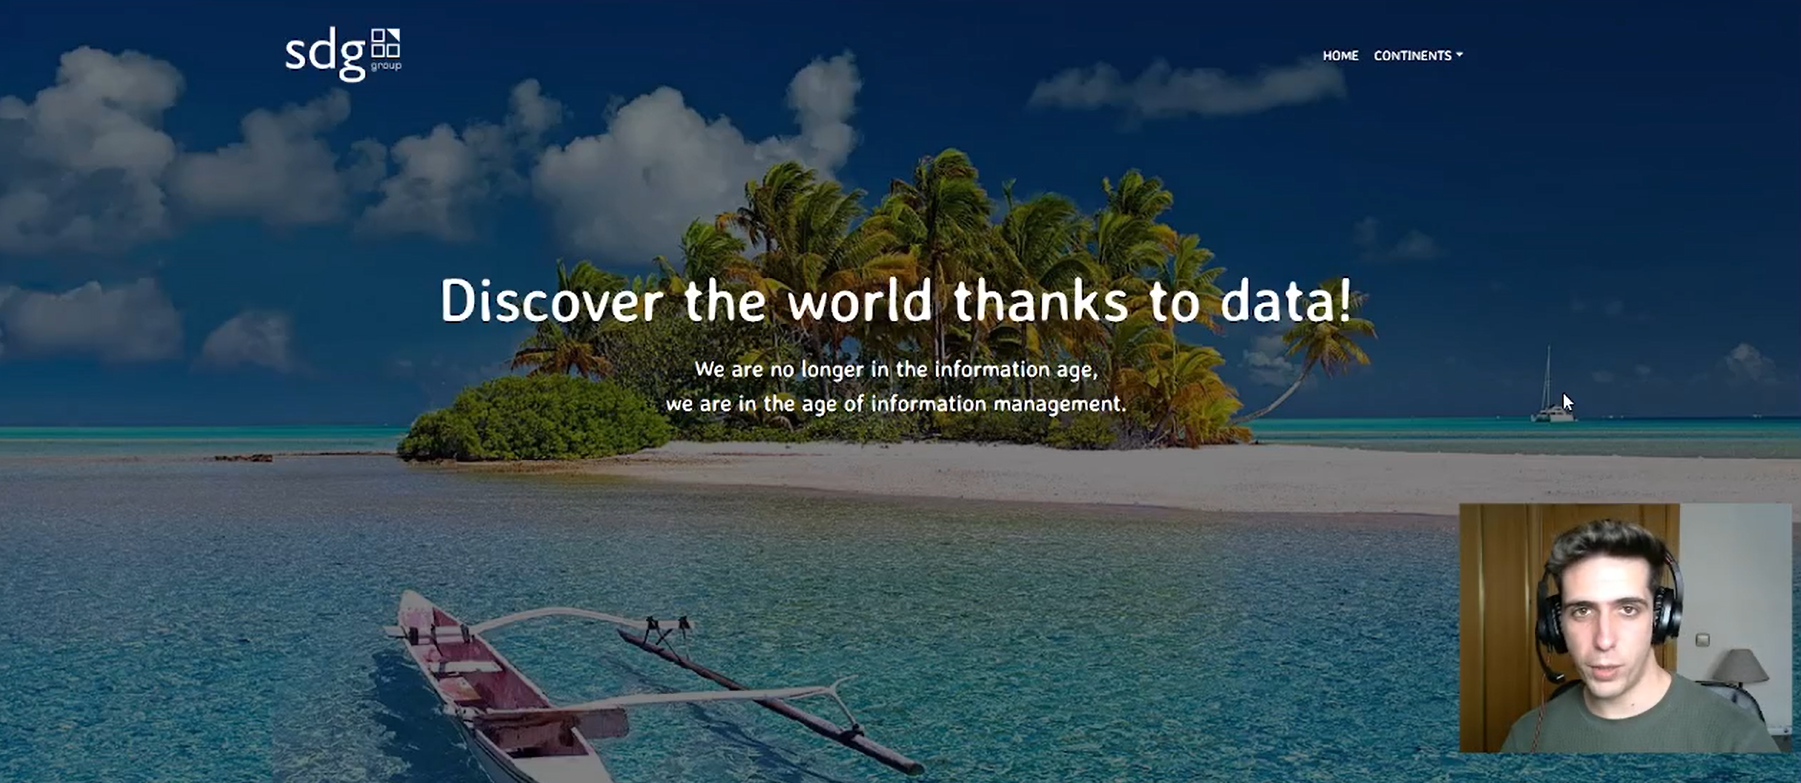 sdg
group
HOME CONTINENTS
Discover the world thanks to data!
We are no longer in the information age,
we are in the age of information management.